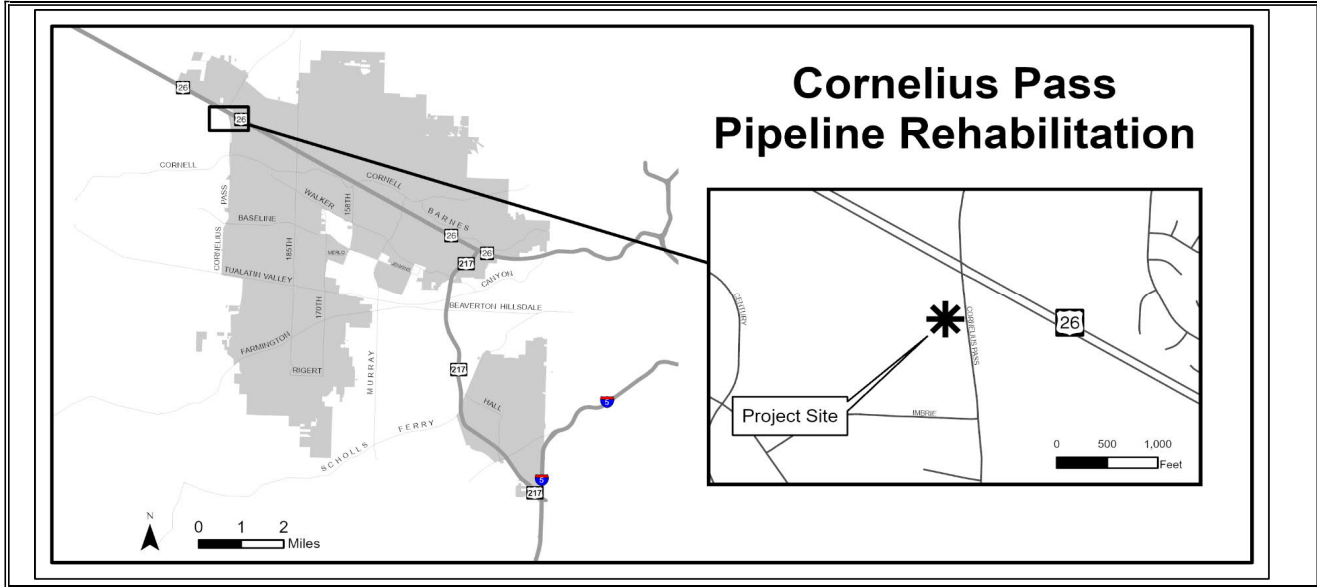 Cornelius Pass
Pipeline Rehabilitation
26
26
CORNELL
CORNELL
PASS
WALKER
158TH
BARNES
BASELINE
185TH
26
26
CORNELIUS
MERLO
JENKINS
217
CANYON
TUALATIN VALLEY
170TH
BEAVERTON HILLSDALE
FARMINGTON
RIGERT
MURRAY
217
HALL
5
SCHOLLS FERRY
5
217
N
0 1 2
Miles
CENTURY
CORNELIUS PASS
26
Project Site
IMBRIE
0 500 1,000
Feet